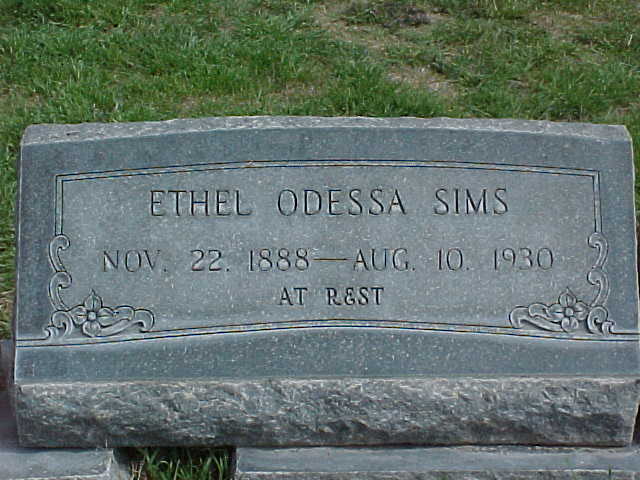 ETHEL ODESSA SIMS
NOV. 22. 1888—AUG. 10. 1930
AT REST